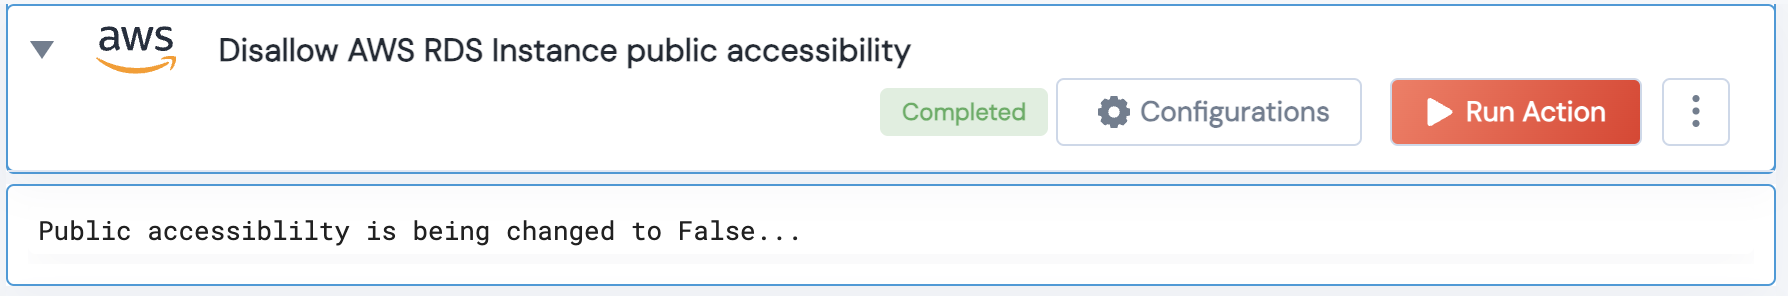 aws
Disallow AWS RDS Instance public accessibility
Completed
Configurations
Run Action
Public accessiblilty is being changed to False...